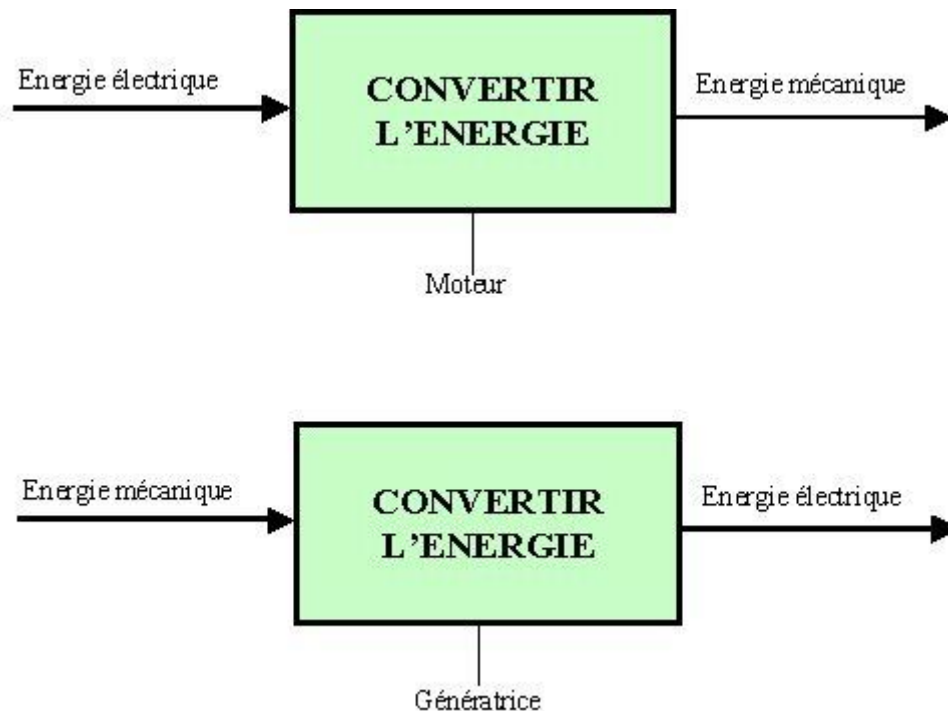 Energie électrique
CONVERTIR
L'ENERGIE
Energie mécanique
Moteur
Energie mécanique
CONVERTIR
L'ENERGIE
Energie électrique
Génératrice